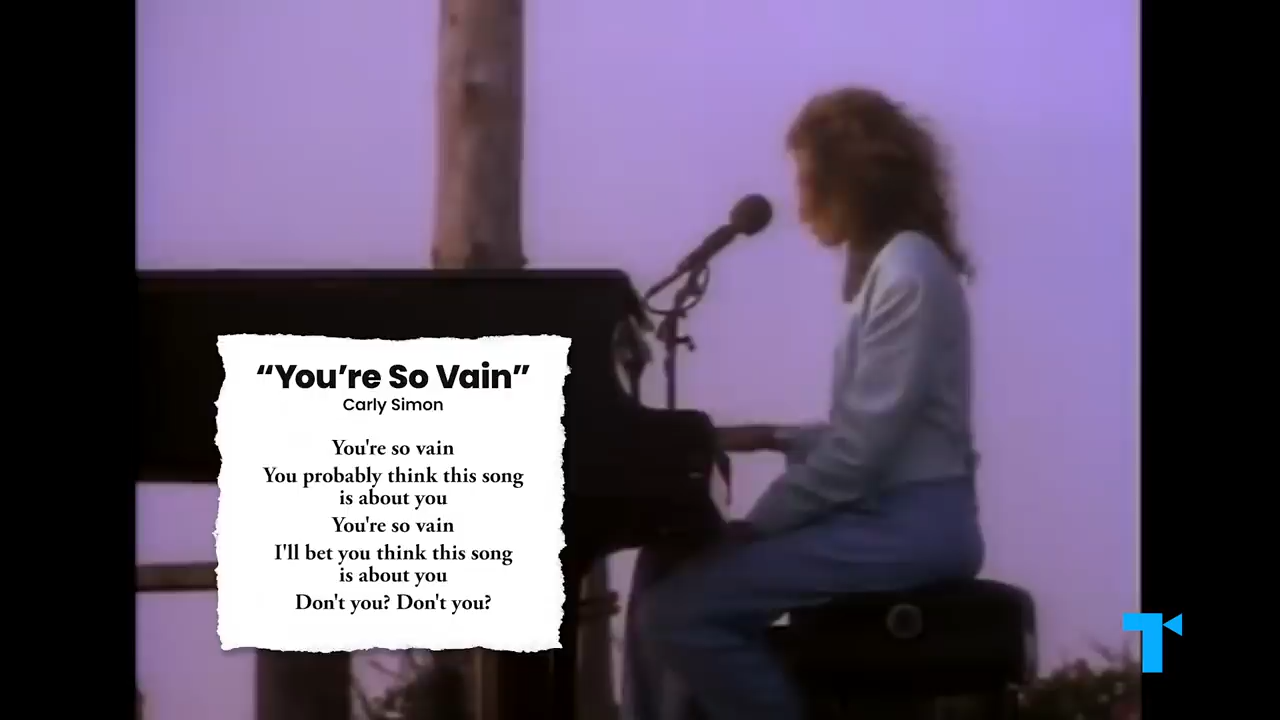 “You’re So Vain”
Carly Simon
You're so vain
You probably think this song
is about you
You're so vain
I'll bet you think this song
is about you
Don't you? Don't you?